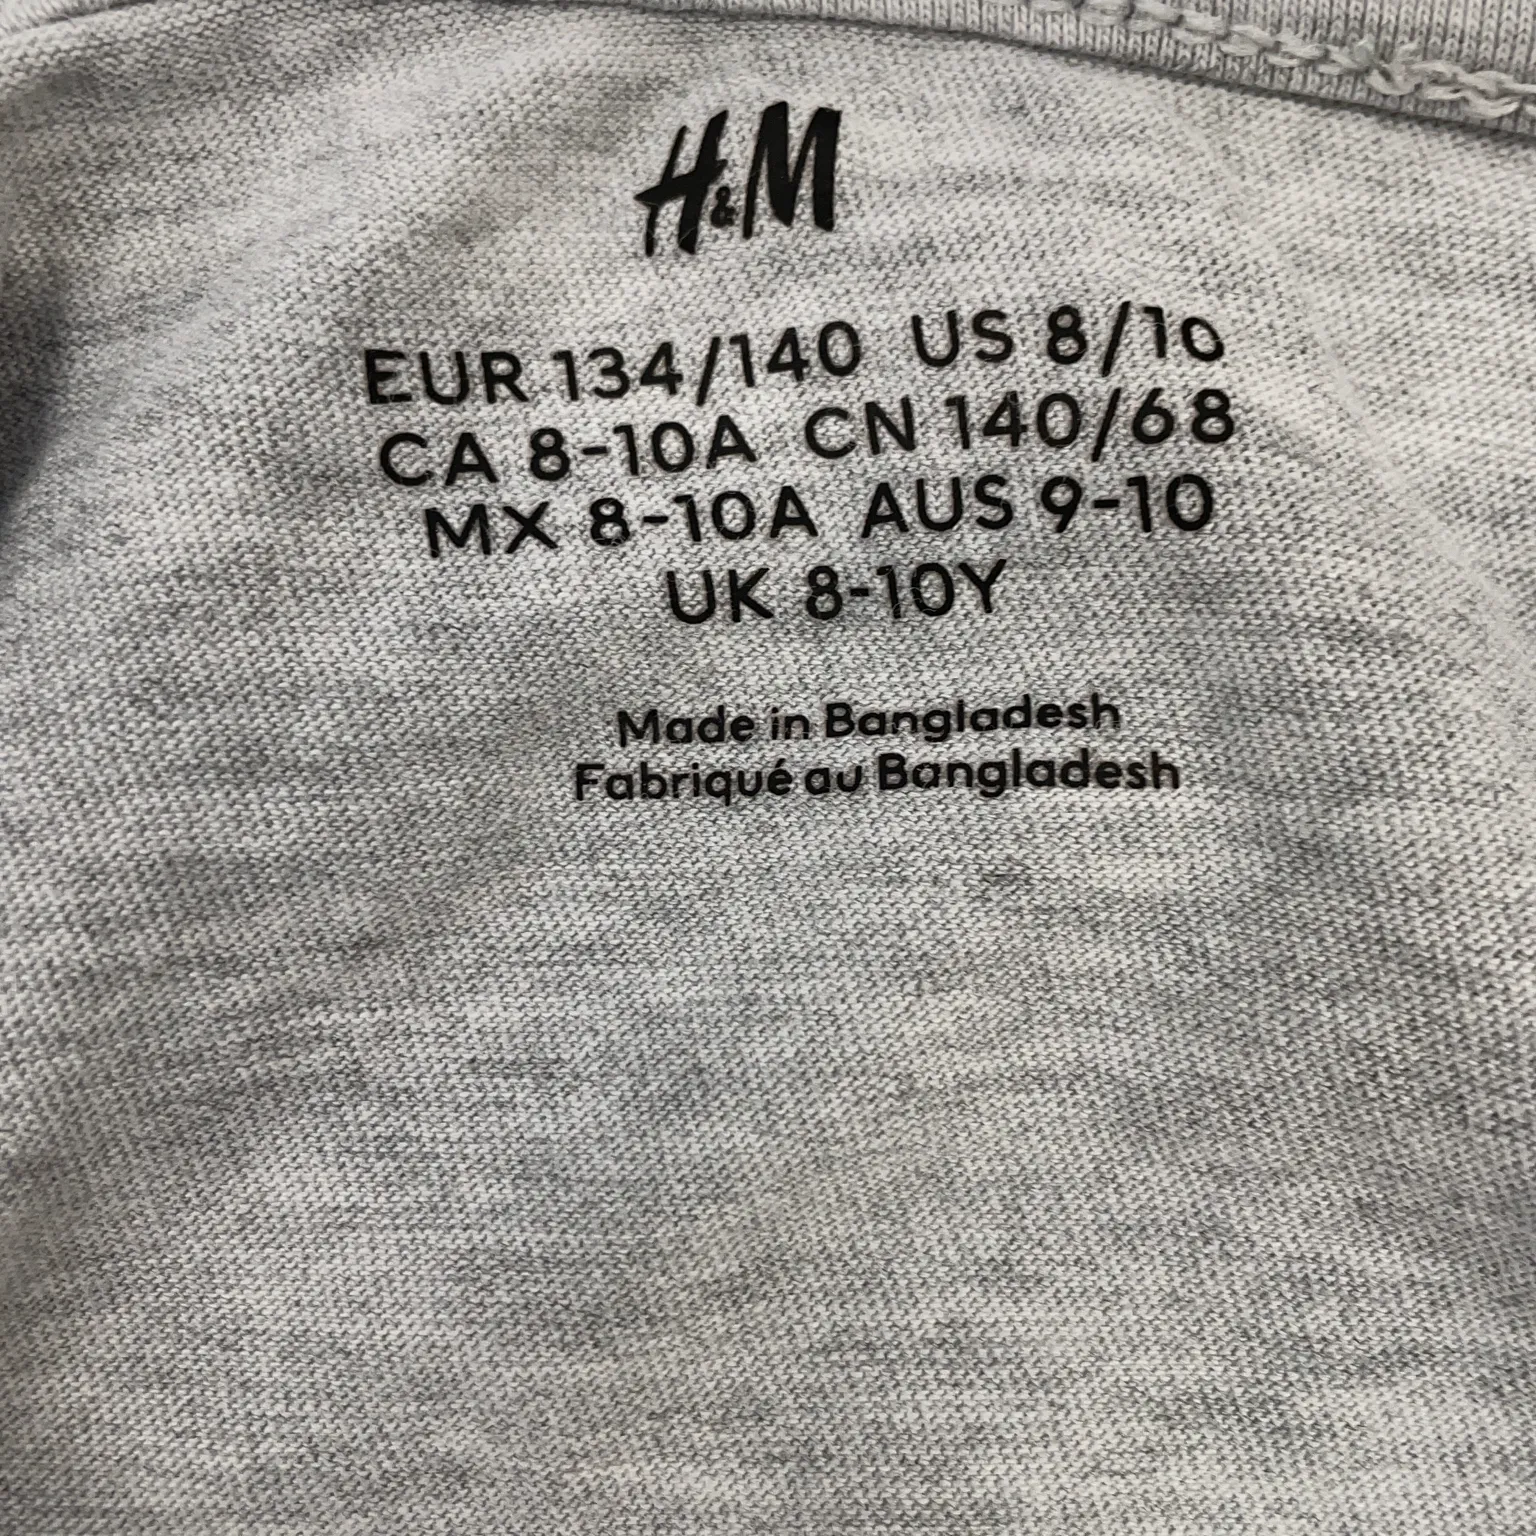 H&M
EUR 134/140 US 8/10
CA 8-10A CN 140/68
MX 8-10A AUS 9-10
UK 8-10Y
Made in Bangladesh
Fabriqué au Bangladesh